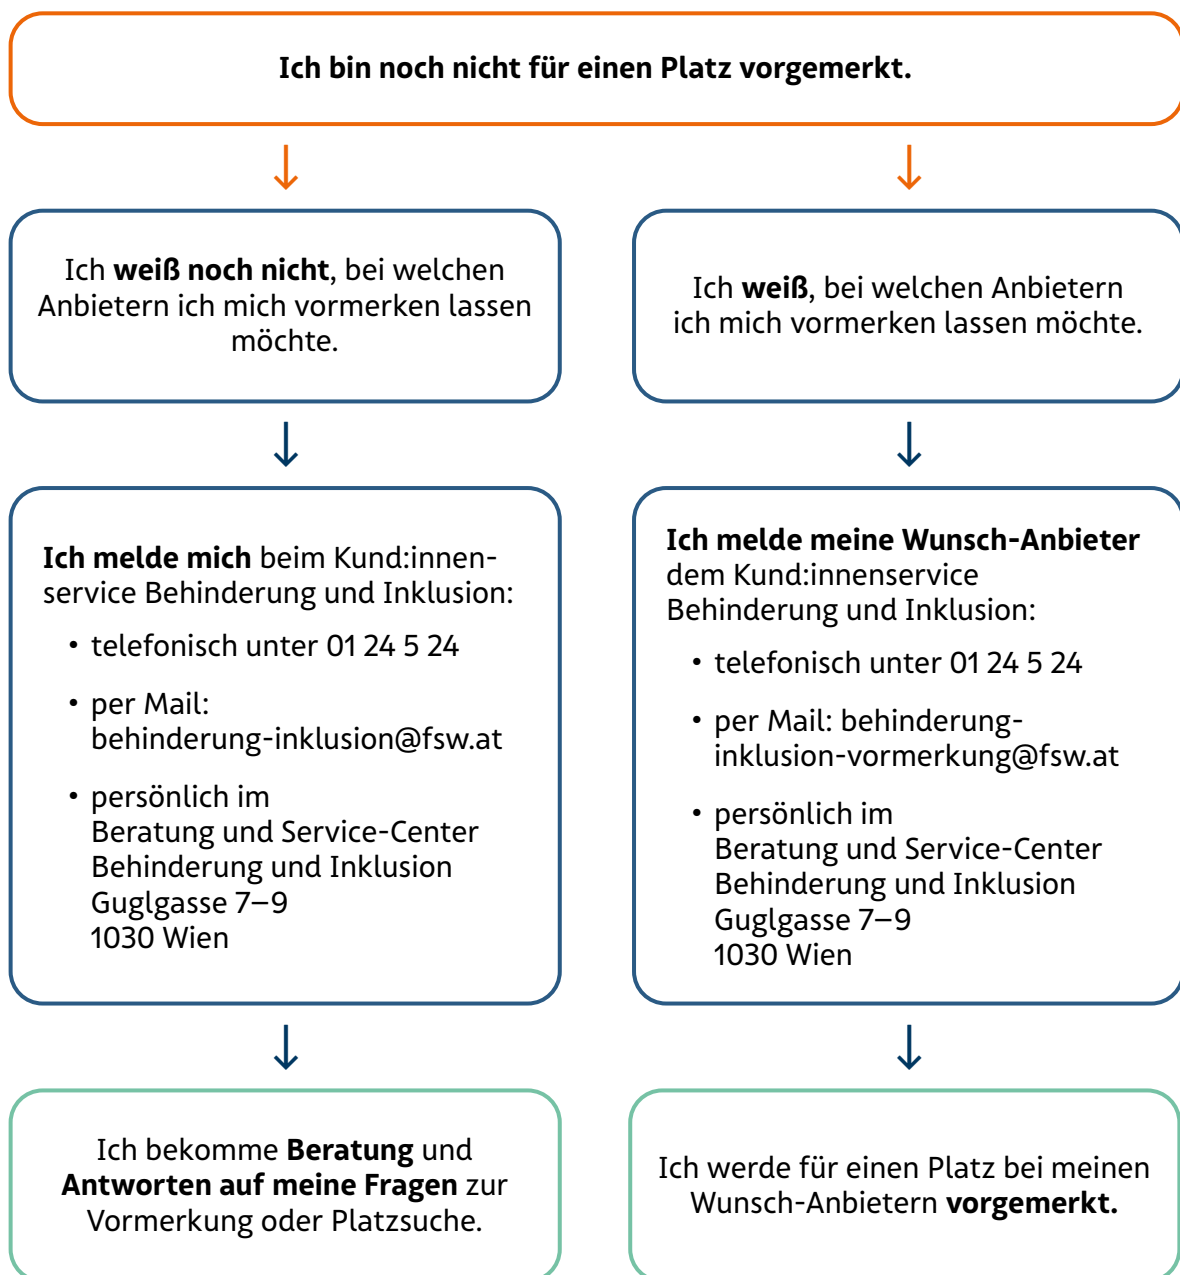 Ich bin noch nicht für einen Platz vorgemerkt.
Ich weiß noch nicht, bei welchen
Anbietern ich mich vormerken lassen
möchte.
Ich weiß, bei welchen Anbietern
ich mich vormerken lassen möchte.
Ich melde mich beim Kund:innen-
service Behinderung und Inklusion:
• telefonisch unter 01 24 5 24
• per Mail:
behinderung-inklusion@fsw.at
• persönlich im
Beratung und Service-Center
Behinderung und Inklusion
Guglgasse 7–9
1030 Wien
Ich melde meine Wunsch-Anbieter
dem Kund:innenservice
Behinderung und Inklusion:
• telefonisch unter 01 24 5 24
• per Mail: behinderung-
inklusion-vormerkung@fsw.at
• persönlich im
Beratung und Service-Center
Behinderung und Inklusion
Guglgasse 7–9
1030 Wien
Ich bekomme Beratung und
Antworten auf meine Fragen zur
Vormerkung oder Platzsuche.
Ich werde für einen Platz bei meinen
Wunsch-Anbietern vorgemerkt.